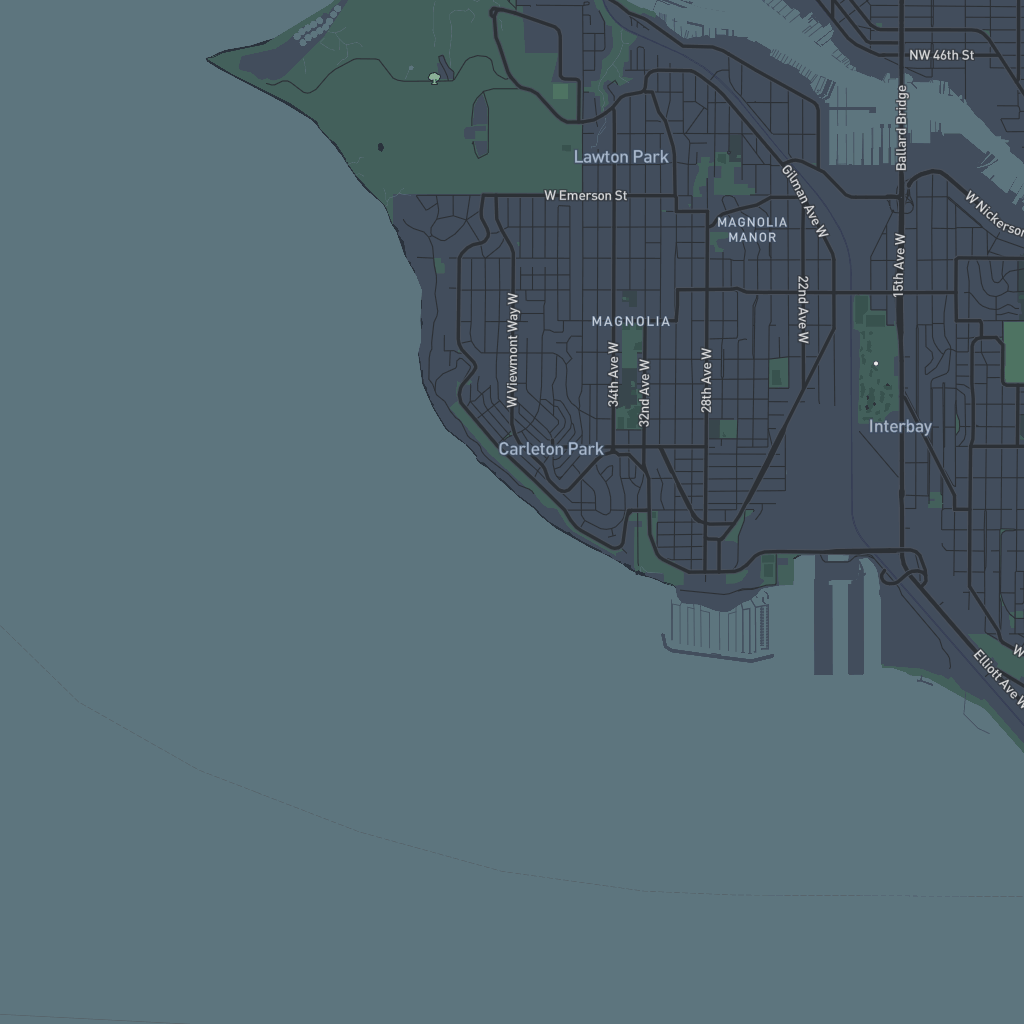 NW 46th St
Ballard Bridge
Lawton Park
Gilman Ave W
W Emerson St
W Nickerson
MAGNOLIA
MANOR
15th Ave W
22nd Ave W
W Viewmont Way W
MAGNOLIA
34th Ave W
32nd Ave W
28th Ave W
Interbay
Carleton Park
W
Elliott Ave W